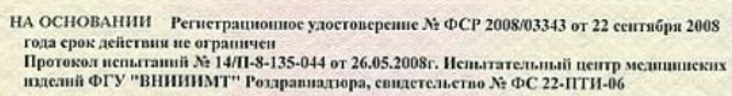 НА ОСНОВАНИИ Регистрационное удостоверение № ФСР 2008/03343 от 22 сентября 2008
года срок действия не ограничен
Протокол испытаний № 14/П-8-135-044 от 26.05.2008г. Испытательный центр медицинских
изделий ФГУ "ВНИИИМТ" Росздравнадзора, свидетельство № ФС 22-ПТИ-06